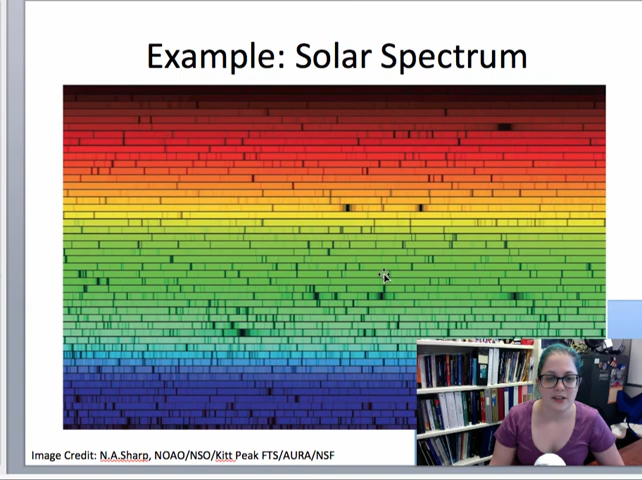 Example: Solar Spectrum
Image Credit: N.A.Sharp, NOAO/NSO/Kitt Peak FTS/AURA/NSF